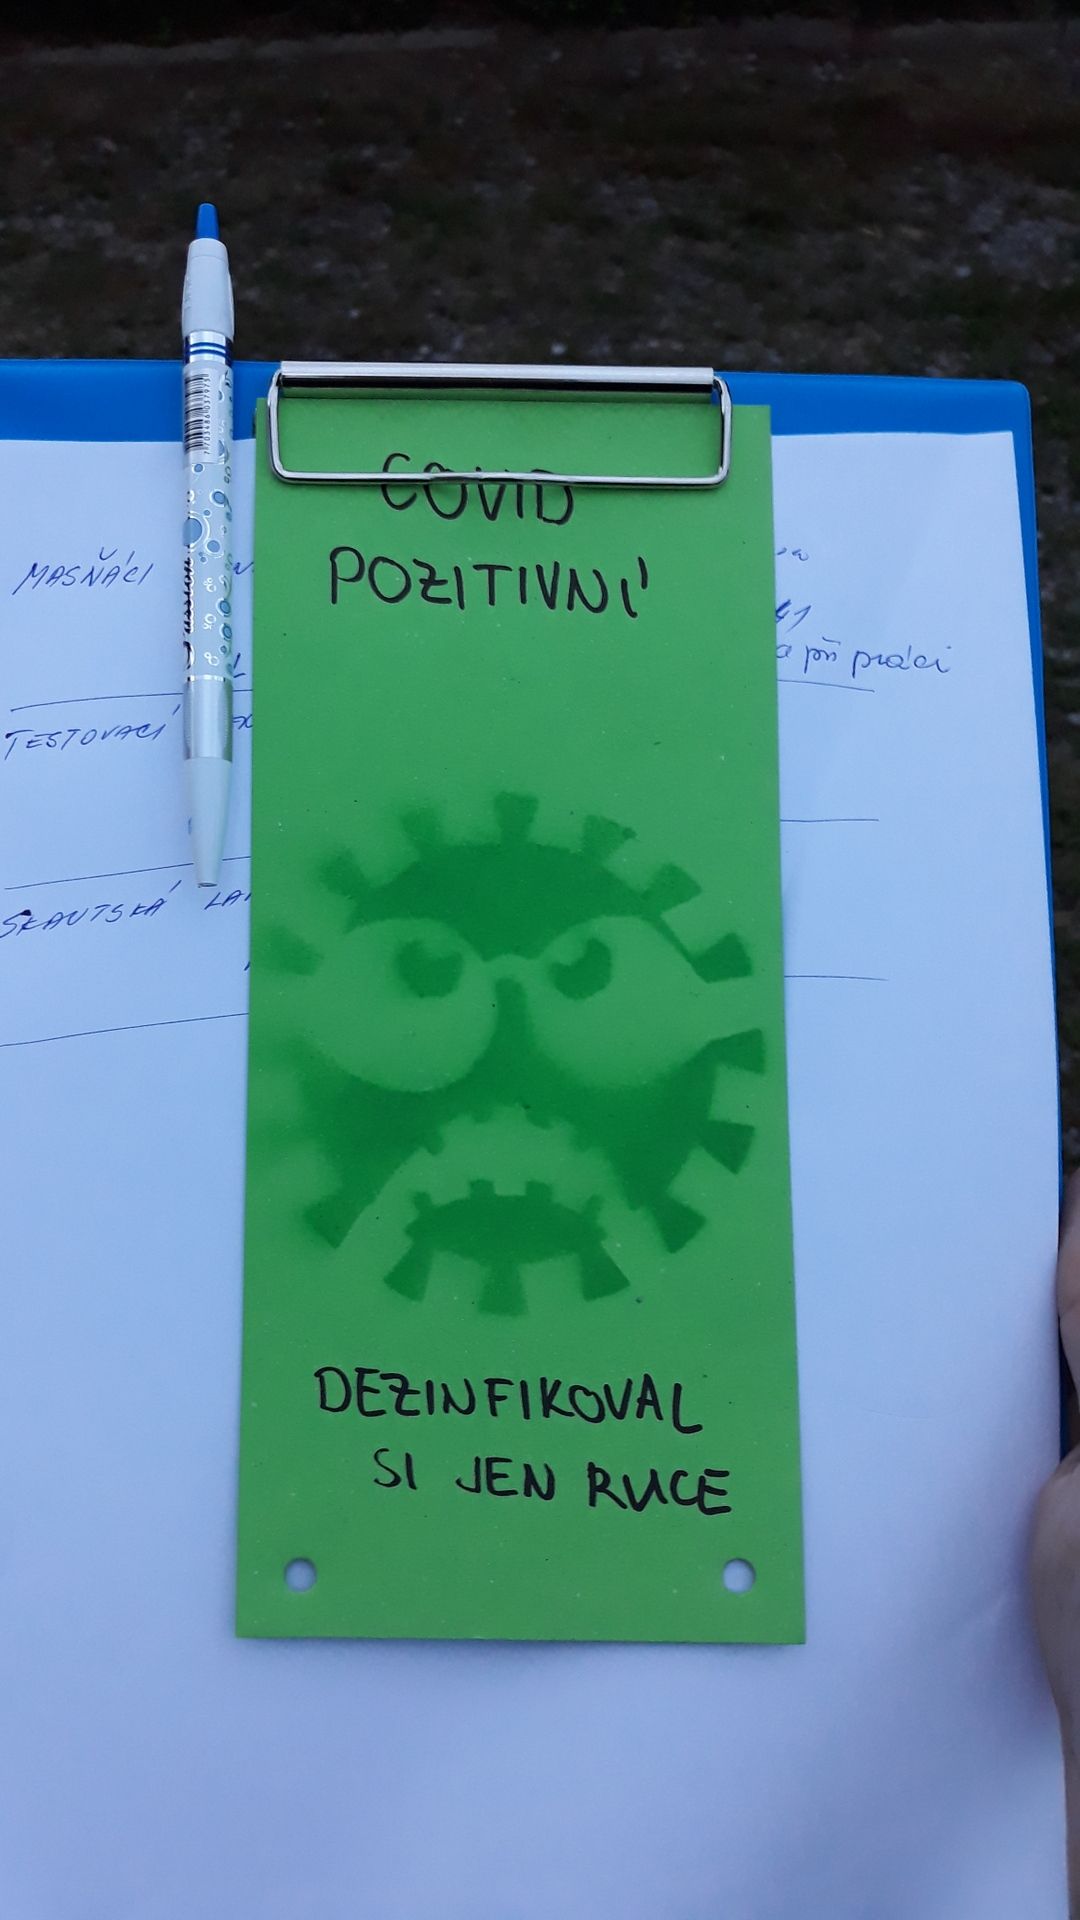 COVID
POZITIVNÍ
DEZINFIKOVAL
SI JEN RUCE
MASŇÁCI
při práci
TESTOVACÍ
SKAUTSKÁ